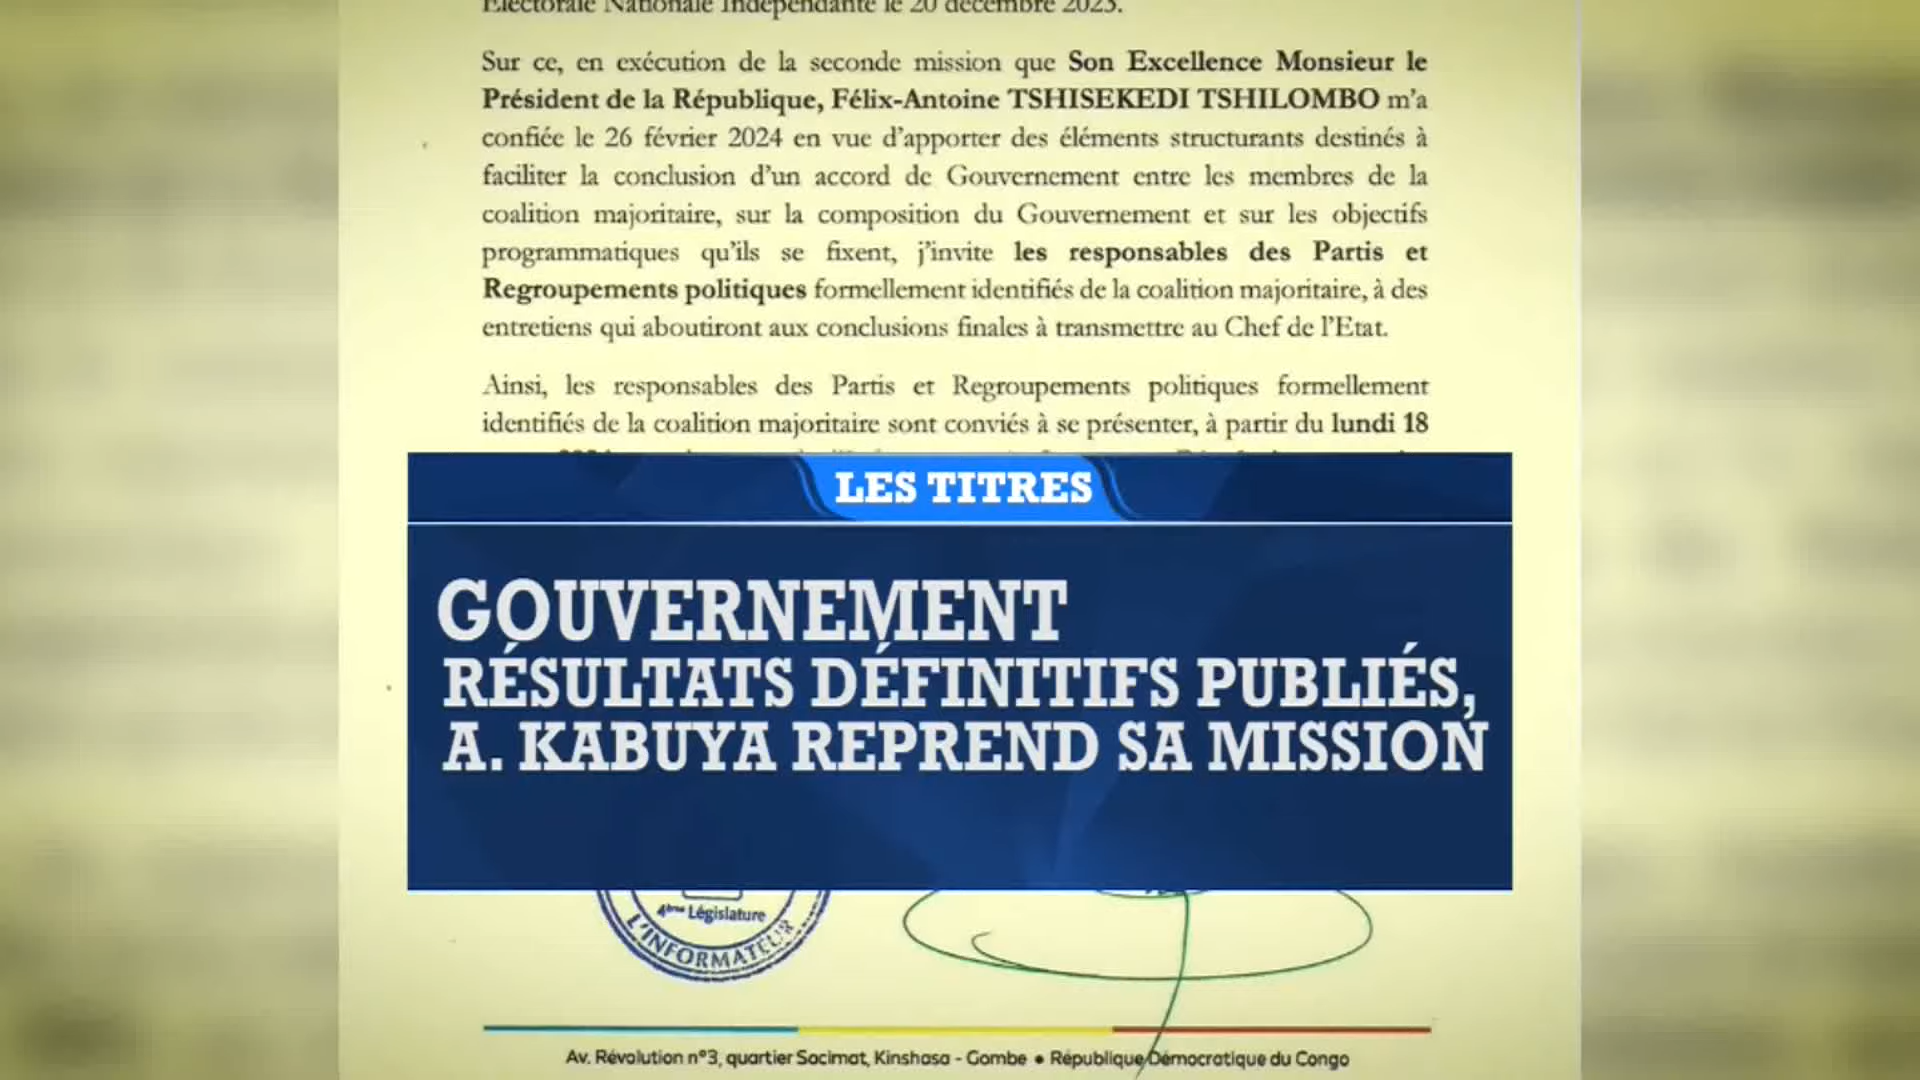 Electorale Nationale Indépendante le 20 décembre 2023.
Sur ce, en exécution de la seconde mission que Son Excellence Monsieur le
Président de la République, Félix-Antoine TSHISEKEDI TSHILOMBO m'a
confiée le 26 février 2024 en vue d'apporter des éléments structurants destinés à
faciliter la conclusion d'un accord de Gouvernement entre les membres de la
coalition majoritaire, sur la composition du Gouvernement et sur les objectifs
programmatiques qu'ils se fixent, j'invite les responsables des Partis et
Regroupements politiques formellement identifiés de la coalition majoritaire, à des
entretiens qui aboutiront aux conclusions finales à transmettre au Chef de l'Etat.
Ainsi, les responsables des Partis et Regroupements politiques formellement
identifiés de la coalition majoritaire sont conviés à se présenter, à partir du lundi 18
LES TITRES
GOUVERNEMENT
RÉSULTATS DÉFINITIFS PUBLIÉS,
A. KABUYA REPREND SA MISSION
4ème Législature
L'INFORMATEUR
Av. Révolution n°3, quartier Socimat, Kinshasa - Gombe • République Démocratique du Congo